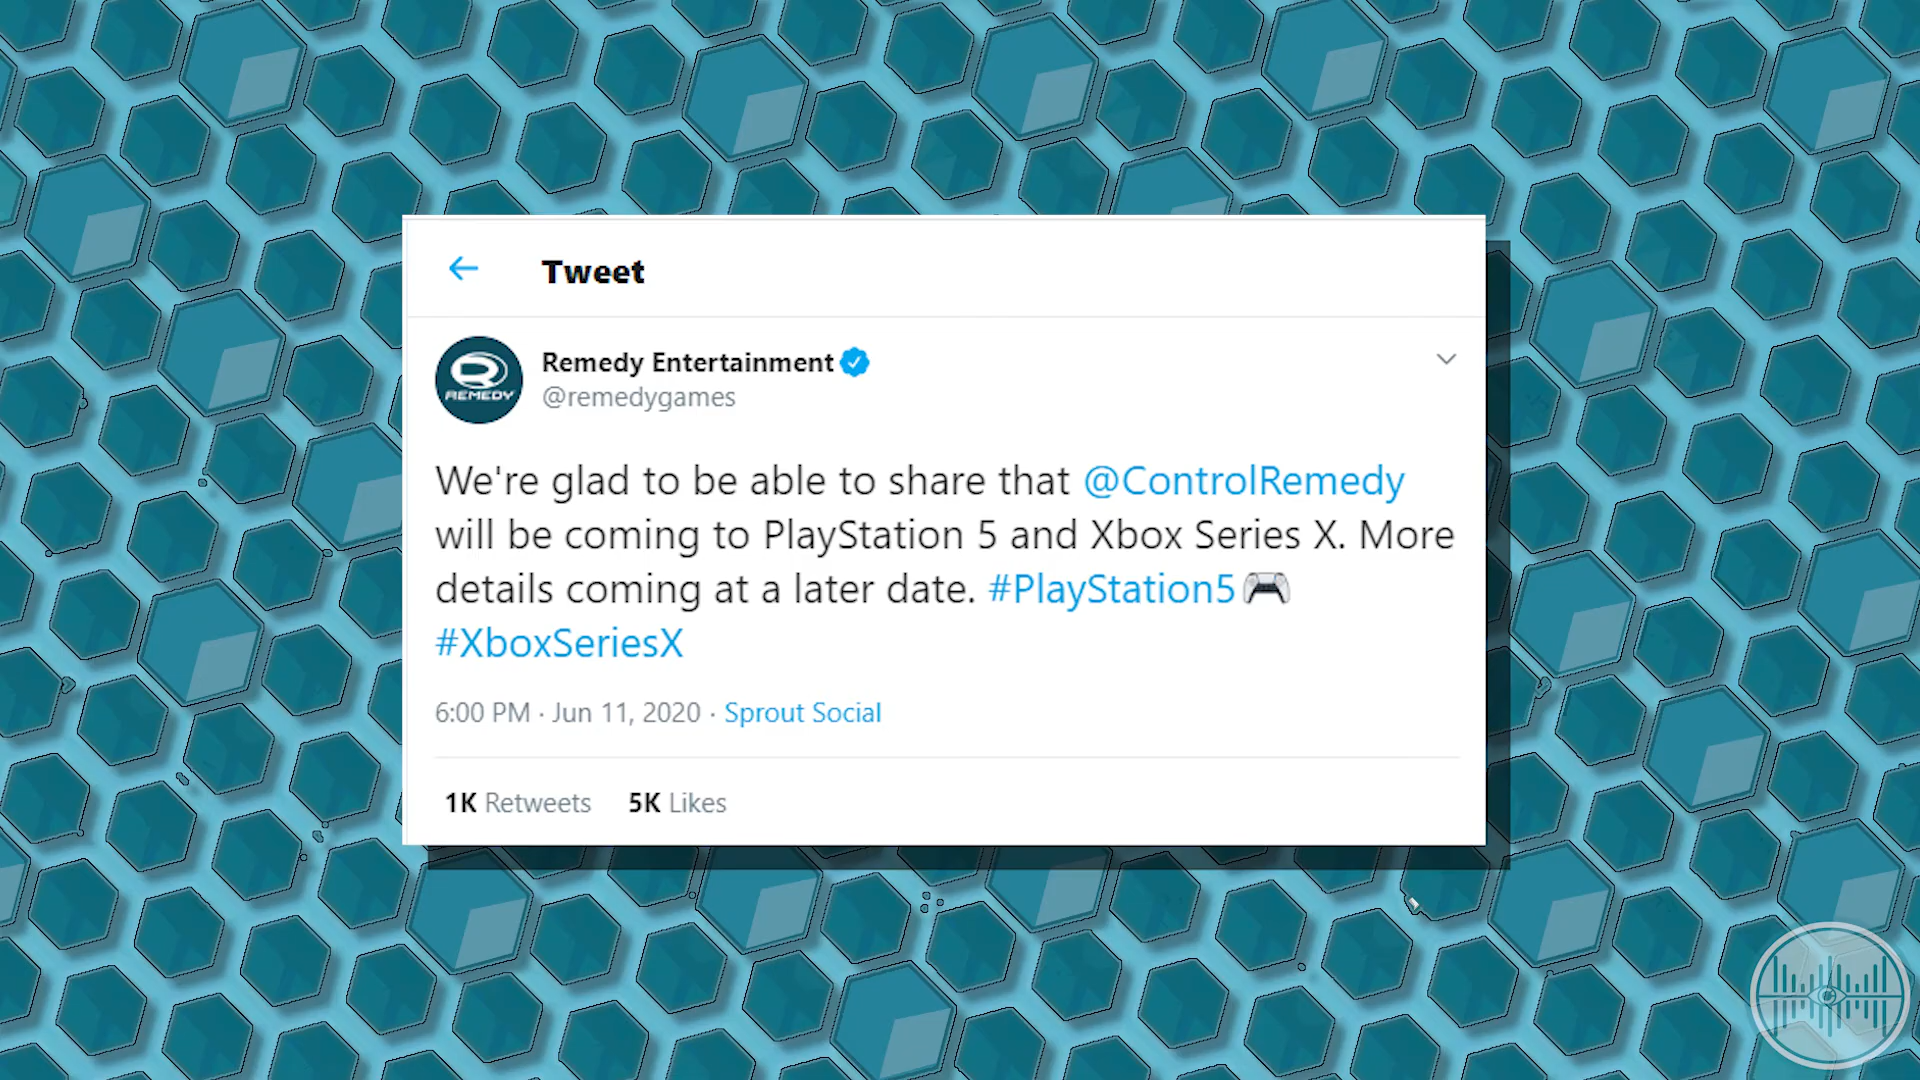 Tweet
Remedy Entertainment
@remedygames
REMEDY
We're glad to be able to share that @ControlRemedy
will be coming to PlayStation 5 and Xbox Series X. More
details coming at a later date. #PlayStation5
#XboxSeriesX
6:00 PM · Jun 11, 2020 · Sprout Social
1K Retweets 5K Likes